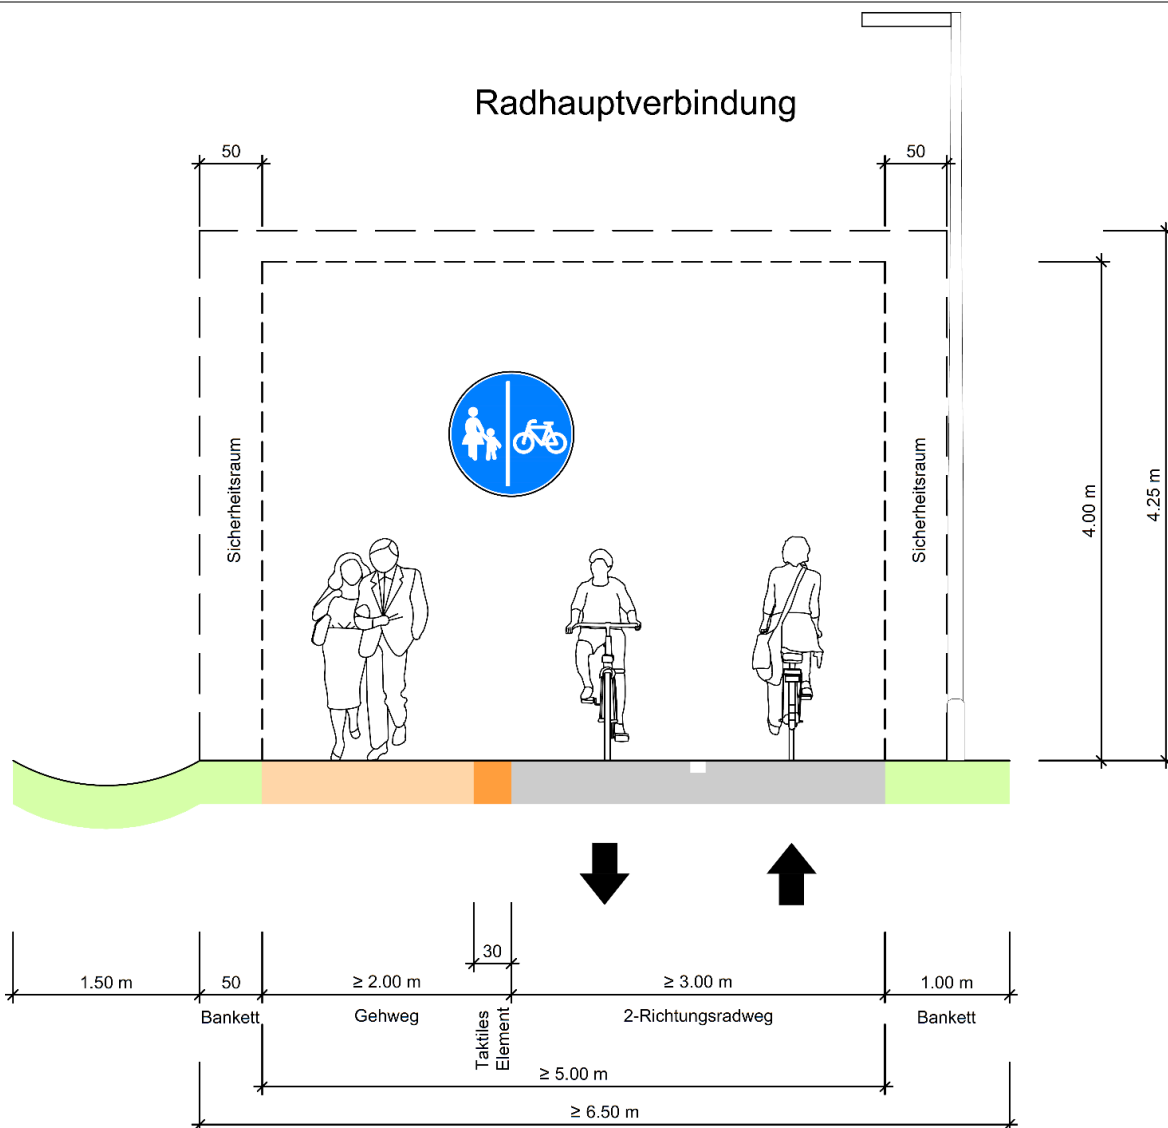 Radhauptverbindung
50
50
Sicherheitsraum
Sicherheitsraum
4.00 m
4.25 m
30
1.50 m
50
≥ 2.00 m
≥ 3.00 m
1.00 m
Bankett
Gehweg
Taktiles
Element
2-Richtungsradweg
Bankett
≥ 5.00 m
≥ 6.50 m